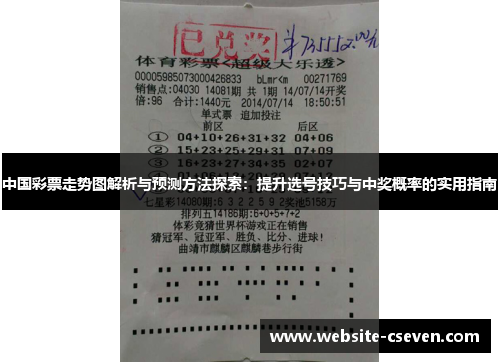 已兑奖
¥735552.00元
体育彩票<超级大乐透>
00005985073000426833 bLmr<m 00271769
销售点:04030 14081期 共 1期 14/07/14开奖
倍:96 合计:1440元 2014/07/14 18:50:51
单式票 追加投注
前区 后区
① 04+10+26+31+32 04+06
② 15+23+25+29+31 07+09
③ 16+23+27+34+35 02+07
中国彩票走势图解析与预测方法探索：提升选号技巧与中奖概率的实用指南
七星彩14080期:6 3 2 2 5 9 2奖池5158万
排列五14186期:6+0+5+7+2
体彩竞猜世界杯游戏正在销售
猜冠军、冠亚军、胜负、比分、进球!
曲靖市麒麟区麒麟巷步行街
www.website-cseven.com